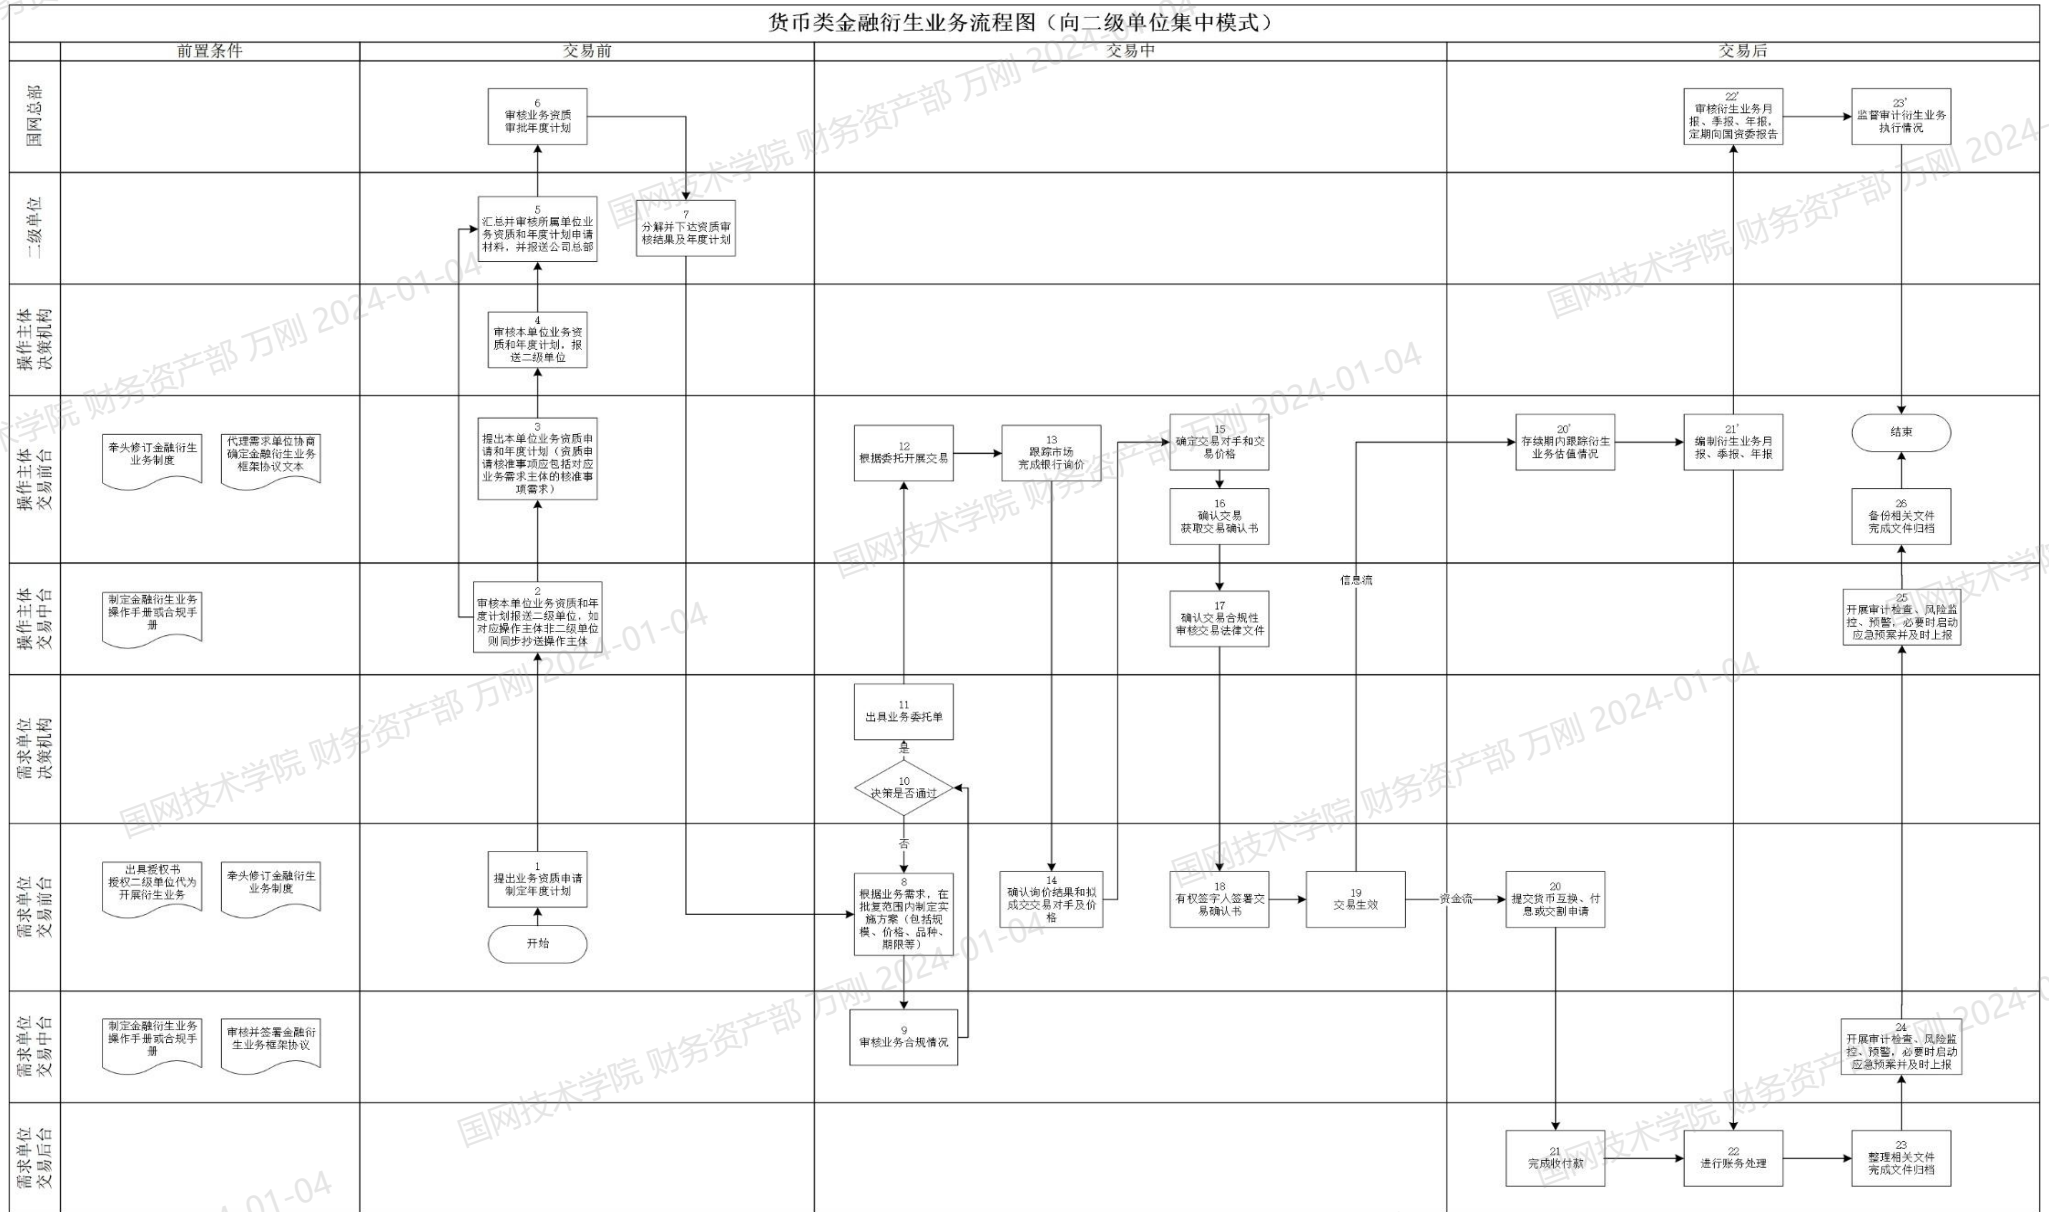 货币类金融衍生业务流程图（向二级单位集中模式）
前置条件
交易前
交易中
交易后
国网总部
6
审核业务资质
审批年度计划
22'
审核衍生业务月
报、季报、年报，
定期向国资委报告
23'
监督审计衍生业务
执行情况
二级单位
5
汇总并审核所属单位业
务资质和年度计划申请
材料，并报送公司总部
7
分解并下达资质审
核结果及年度计划
操作主体
决策机构
4
审核本单位业务资
质和年度计划，报
送二级单位
操作主体
交易前台
牵头修订金融衍生
业务制度
代理需求单位协商
确定金融衍生业务
框架协议文本
3
提出本单位业务资质申
请和年度计划（资质申
请核准事项应包括对应
业务需求主体的核准事
项需求）
12
根据委托开展交易
13
跟踪市场
完成银行询价
15
确定交易对手和交
易价格
16
确认交易
获取交易确认书
20'
存续期内跟踪衍生
业务估值情况
21'
编制衍生业务月
报、季报、年报
结束
26
备份相关文件
完成文件归档
操作主体
交易中台
制定金融衍生业务
操作手册或合规手
册
2
审核本单位业务资质和年
度计划报送二级单位，如
对应操作主体非二级单位
则同步抄送操作主体
17
确认交易合规性
审核交易法律文件
信息流
25
开展审计检查、风险监
控、预警，必要时启动
应急预案并及时上报
需求单位
决策机构
11
出具业务委托单
是
10
决策是否通过
需求单位
交易前台
出具授权书
授权二级单位代为
开展衍生业务
牵头修订金融衍生
业务制度
1
提出业务资质申请
制定年度计划
开始
否
8
根据业务需求，在
批复范围内制定实
施方案（包括规
模、价格、品种、
期限等）
14
确认询价结果和拟
成交交易对手及价
格
18
有权签字人签署交
易确认书
19
交易生效
资金流
20
提交货币互换、付
息或交割申请
需求单位
交易中台
制定金融衍生业务
操作手册或合规手
册
审核并签署金融衍
生业务框架协议
9
审核业务合规情况
24
开展审计检查、风险监
控、预警，必要时启动
应急预案并及时上报
需求单位
交易后台
21
完成收付款
22
进行账务处理
23
整理相关文件
完成文件归档
国网技术学院 财务资产部 万刚 2024-01-04